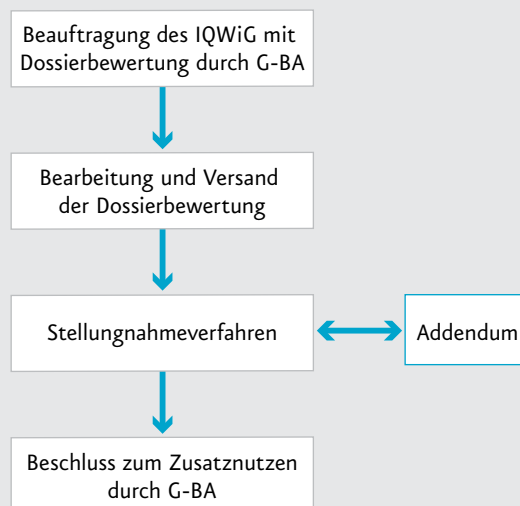 Beauftragung des IQWiG mit
Dossierbewertung durch G-BA
Bearbeitung und Versand
der Dossierbewertung
Stellungnahmeverfahren
Addendum
Beschluss zum Zusatznutzen
durch G-BA